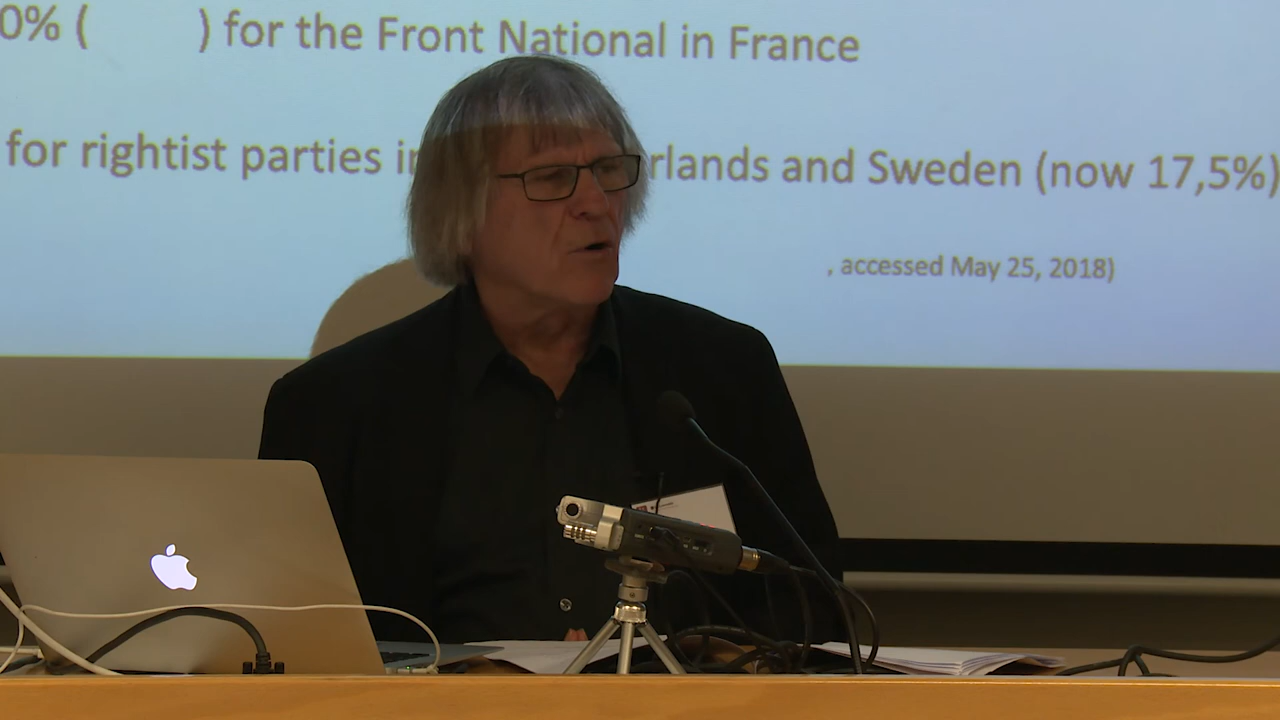 0% ( ) for the Front National in France
for rightist parties in rlands and Sweden (now 17,5%)
, accessed May 25, 2018)